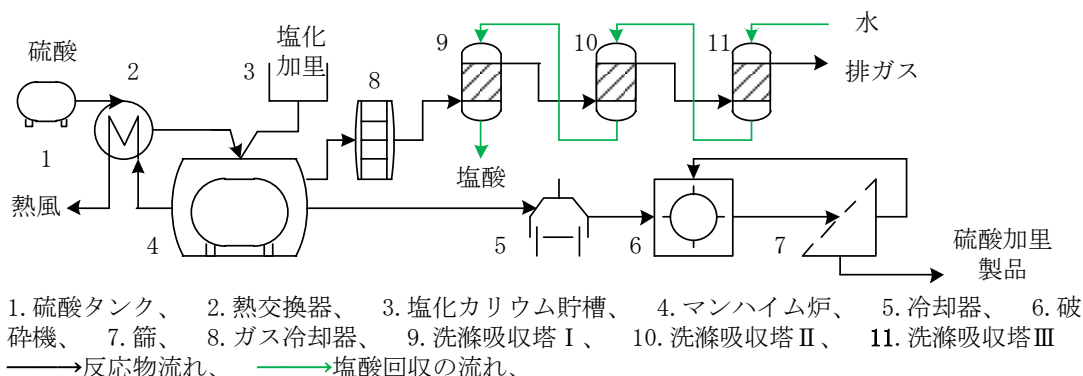 水
塩化
加里
9
10
11
硫酸
2
3
8
排ガス
1
塩酸
熱風
4
5
6
7
硫酸加里
製品
1.硫酸タンク、 2.熱交換器、 3.塩化カリウム貯槽、 4.マンハイム炉、 5.冷却器、 6.破
砕機、 7.篩、 8.ガス冷却器、 9.洗滌吸収塔Ⅰ、 10.洗滌吸収塔Ⅱ、 11.洗滌吸収塔Ⅲ
反応物流れ、 塩酸回収の流れ、